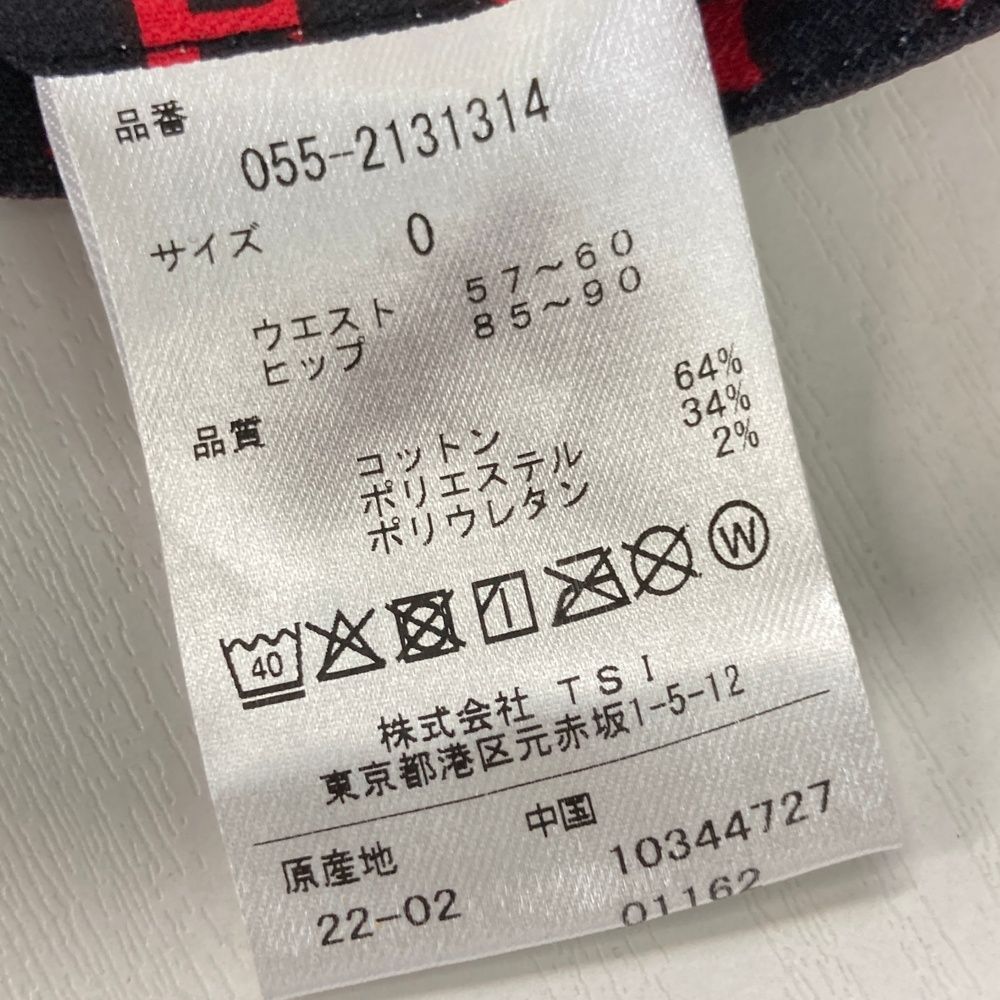 品番
055-2131314
サイズ 0
ウエスト 57～60
ヒップ 85～90
品質
コットン 64%
ポリエステル 34%
ポリウレタン 2%
40 W
株式会社 TSI
東京都港区元赤坂1-5-12
原産地 中国
22-02 10344727
01162